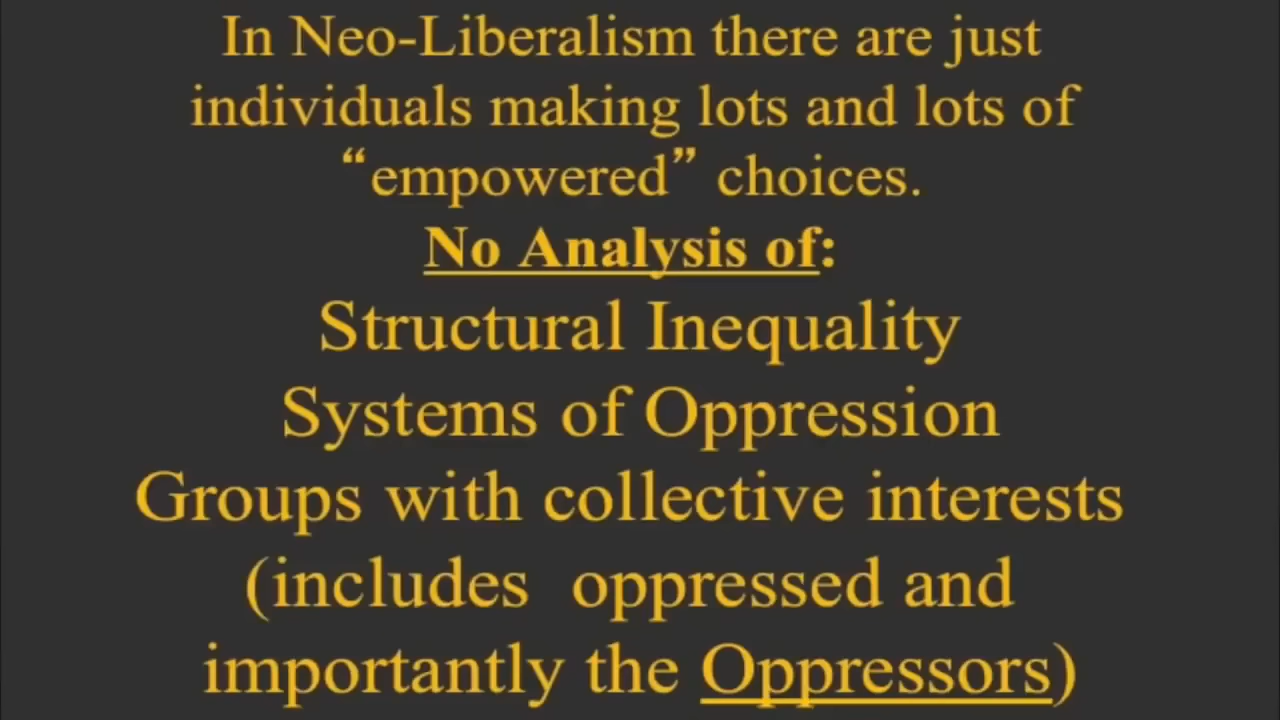 In Neo-Liberalism there are just
individuals making lots and lots of
“empowered” choices.
No Analysis of:
Structural Inequality
Systems of Oppression
Groups with collective interests
(includes oppressed and
importantly the Oppressors)